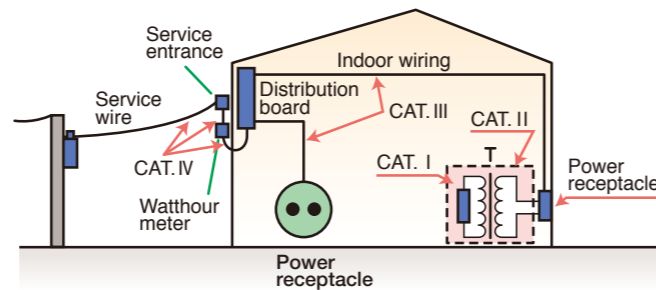 Service
entrance
Service
wire
Indoor wiring
Distribution
board
CAT. III
CAT. II
CAT. IV
CAT. I
T
Power
receptacle
Watthour
meter
Power
receptacle